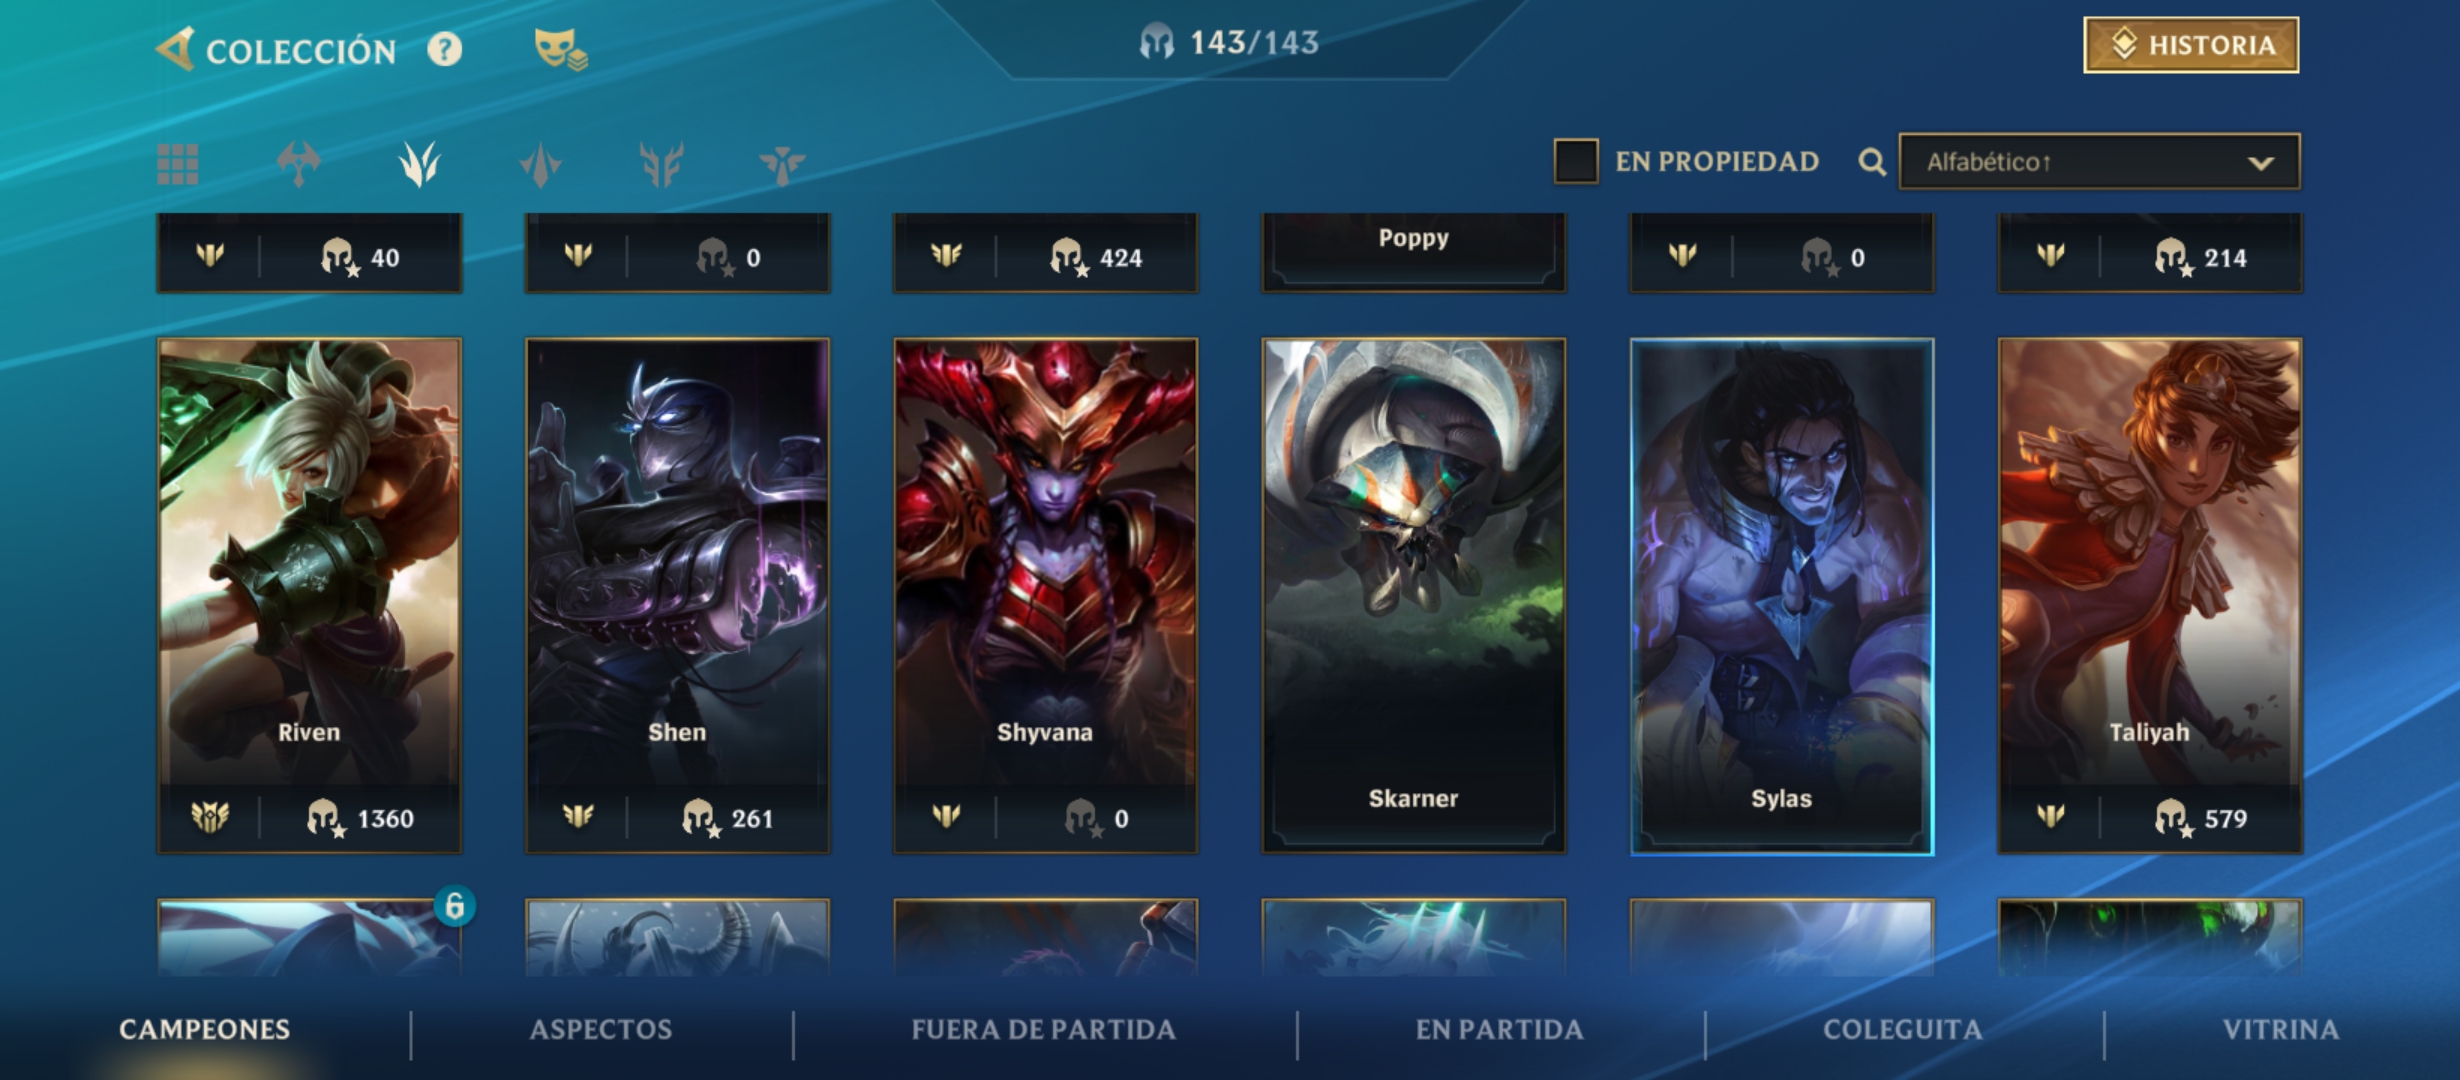 COLECCIÓN ?
143/143
HISTORIA
EN PROPIEDAD
Alfabético↑
40
0
424
Poppy
0
214
Riven
1360
Shen
261
Shyvana
0
Skarner
Sylas
Taliyah
579
CAMPEONES
ASPECTOS
FUERA DE PARTIDA
EN PARTIDA
COLEGUITA
VITRINA